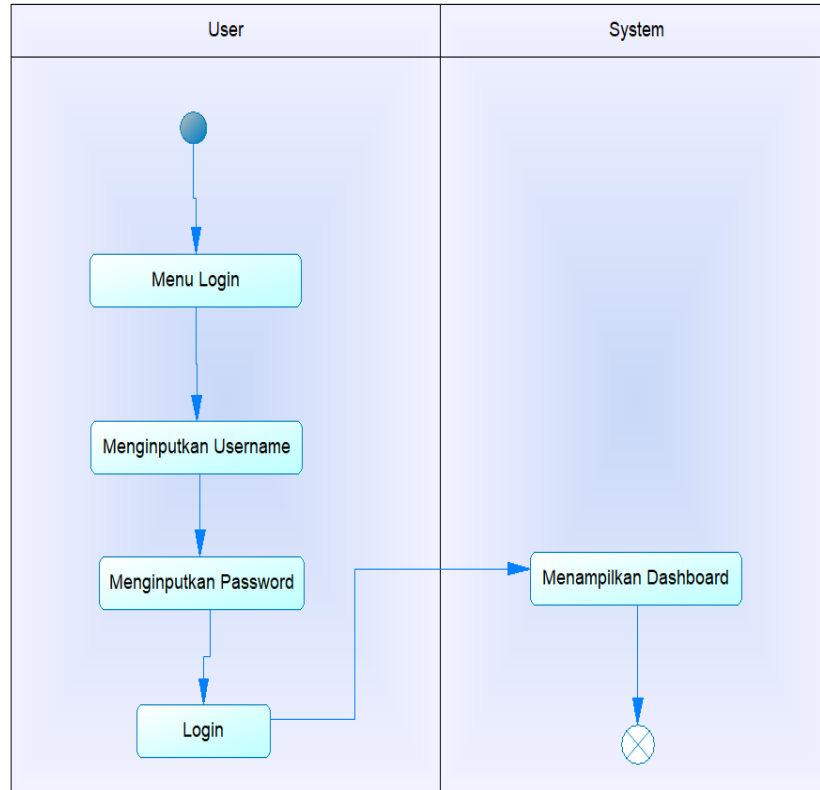 User
System
Menu Login
Menginputkan Username
Menginputkan Password
Menampilkan Dashboard
Login